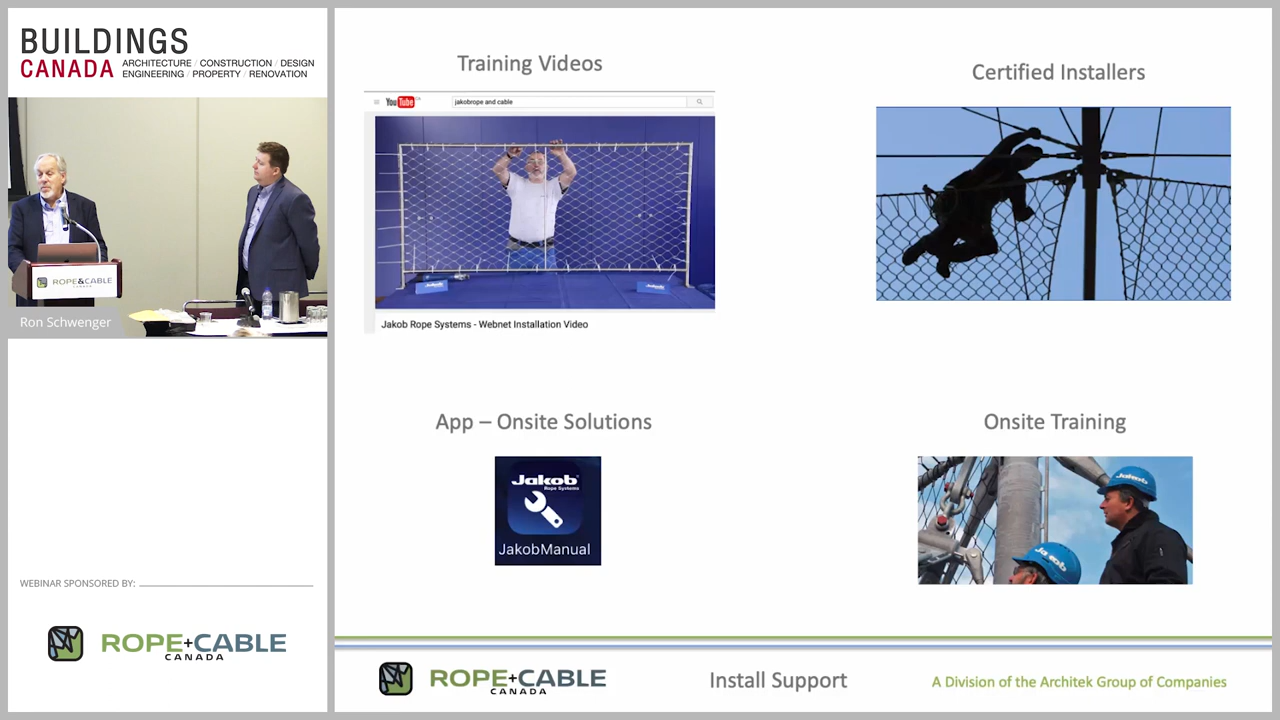 BUILDINGS
CANADA
ARCHITECTURE / CONSTRUCTION / DESIGN
ENGINEERING / PROPERTY / RENOVATION
ROPE&CABLE
CANADA
Ron Schwenger
WEBINAR SPONSORED BY:
ROPE+CABLE
CANADA
Training Videos
YouTube
jakobrope and cable
Jakob Rope Systems - Webnet Installation Video
Certified Installers
App – Onsite Solutions
Jakob
Rope Systems
JakobManual
Onsite Training
Jakob
Jakob
ROPE+CABLE
CANADA
Install Support
A Division of the Architek Group of Companies